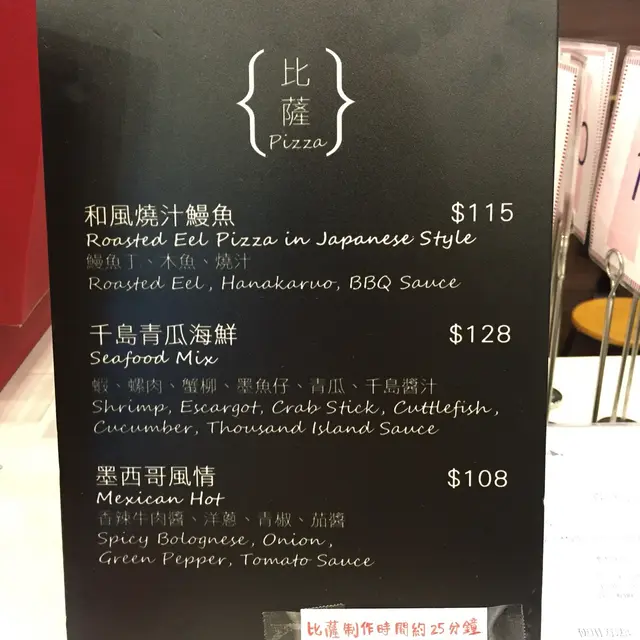 比
薩
Pizza
和風燒汁鰻魚 $115
Roasted Eel Pizza in Japanese Style
鰻魚丁、木魚、燒汁
Roasted Eel, Hanakaruo, BBQ Sauce
千島青瓜海鮮 $128
Seafood Mix
蝦、螺肉、蟹柳、墨魚仔、青瓜、千島醬汁
Shrimp, Escargot, Crab Stick, Cuttlefish,
Cucumber, Thousand Island Sauce
墨西哥風情 $108
Mexican Hot
香辣牛肉醬、洋蔥、青椒、茄醬
Spicy Bolognese, Onion,
Green Pepper, Tomato Sauce
比薩制作時間約25分鐘